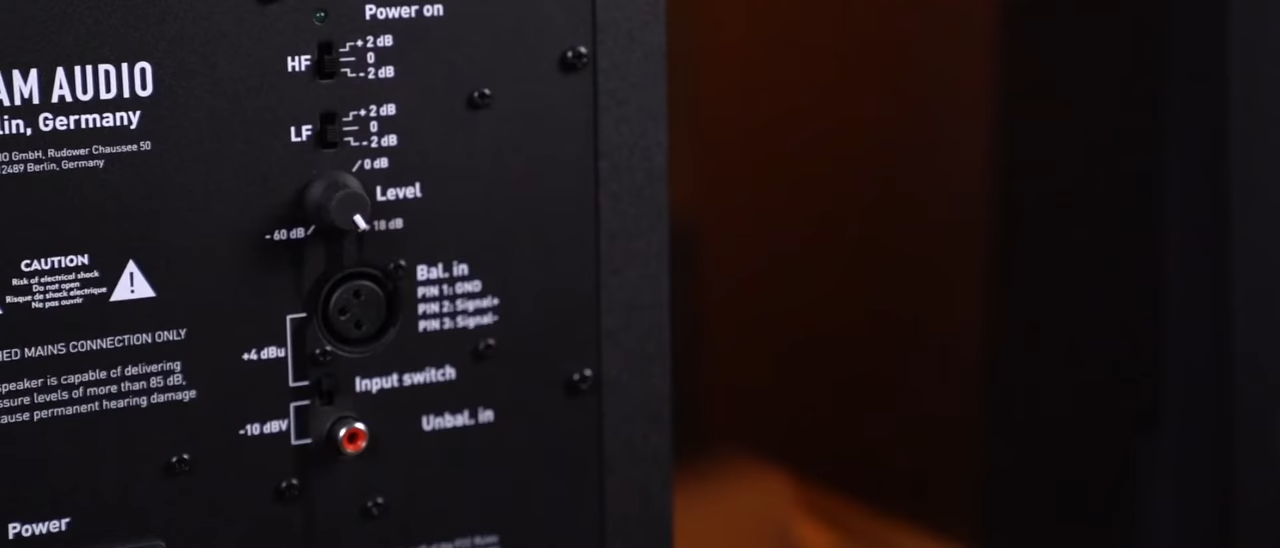 Power on
HF
+2 dB
0
-2 dB
AM AUDIO
lin, Germany
GmbH, Rudower Chaussee 50
12489 Berlin, Germany
LF
+2 dB
0
-2 dB
0 dB
Level
-60 dB
18 dB
CAUTION
Risk of electrical shock
Do not open
Risque de shock electrique
Ne pas ouvrir
Bal. in
PIN 1: GND
PIN 2: Signal+
PIN 3: Signal-
MAINS CONNECTION ONLY
+4 dBu
speaker is capable of delivering
ssure levels of more than 85 dB,
ause permanent hearing damage
Input switch
-10 dBV
Unbal. in
Power